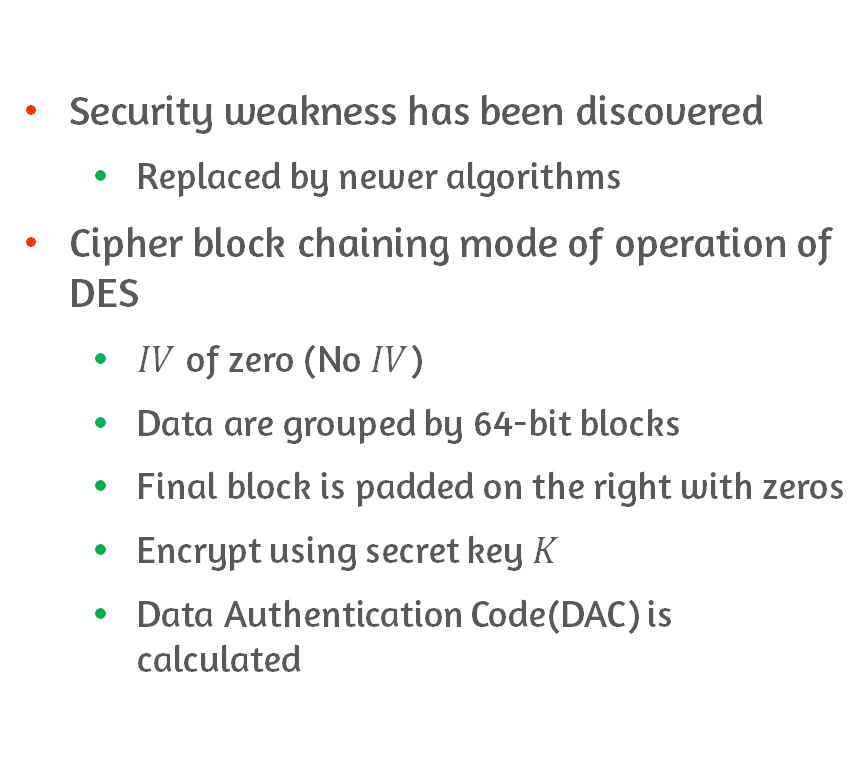 • Security weakness has been discovered
• Replaced by newer algorithms
• Cipher block chaining mode of operation of
DES
• IV of zero (No IV)
• Data are grouped by 64-bit blocks
• Final block is padded on the right with zeros
• Encrypt using secret key K
• Data Authentication Code(DAC) is
calculated